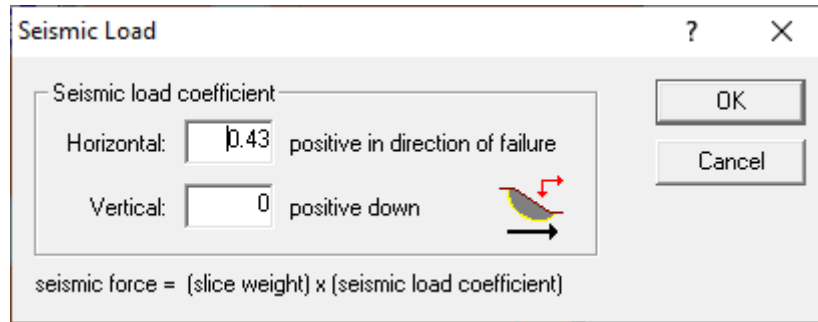 Seismic Load ? ×
Seismic load coefficient
Horizontal: 0.43 positive in direction of failure
Vertical: 0 positive down
OK
Cancel
seismic force = (slice weight) x (seismic load coefficient)